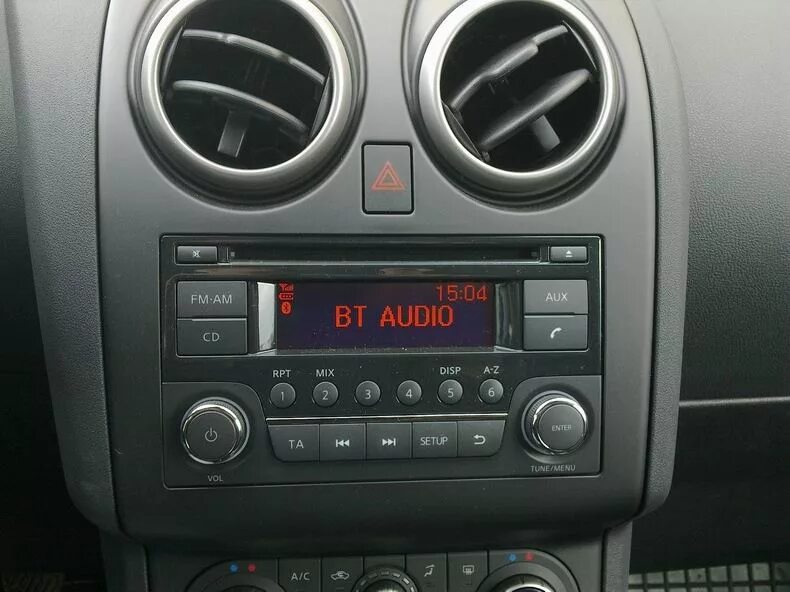 FM·AM
CD
15:04
BT AUDIO
AUX
RPT MIX DISP A-Z
1 2 3 4 5 6
TA SETUP ENTER
VOL TUNE/MENU
A/C